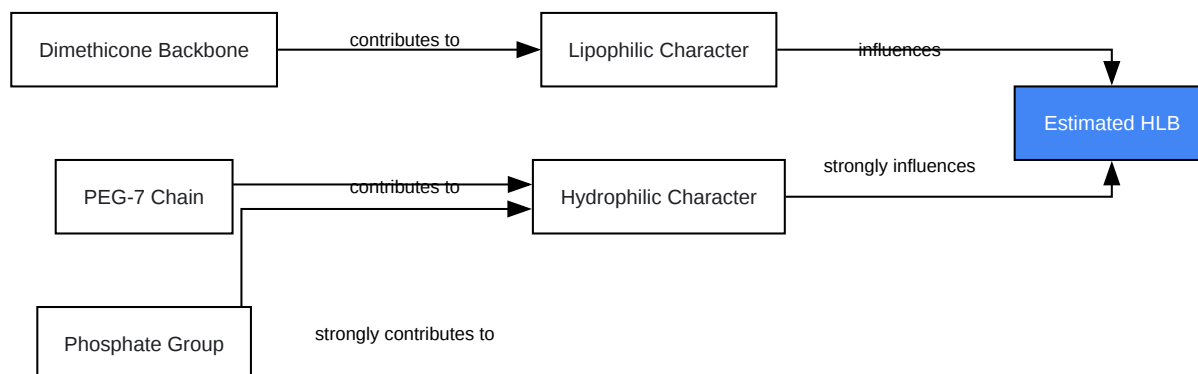 Dimethicone Backbone
contributes to
Lipophilic Character
influences
Estimated HLB
strongly influences
PEG-7 Chain
contributes to
Hydrophilic Character
Phosphate Group
strongly contributes to